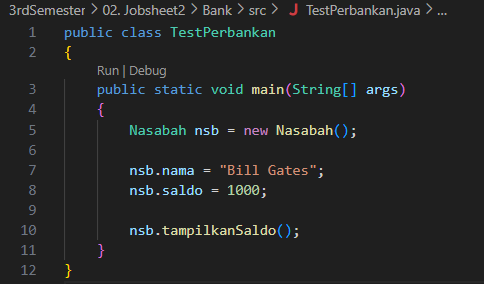 3rdSemester > 02. Jobsheet2 > Bank > src > J TestPerbankan.java > ...
1 public class TestPerbankan
2 {
Run | Debug
3 public static void main(String[] args)
4 {
5 Nasabah nsb = new Nasabah();
6
7 nsb.nama = "Bill Gates";
8 nsb.saldo = 1000;
9
10 nsb.tampilkanSaldo();
11 }
12 }